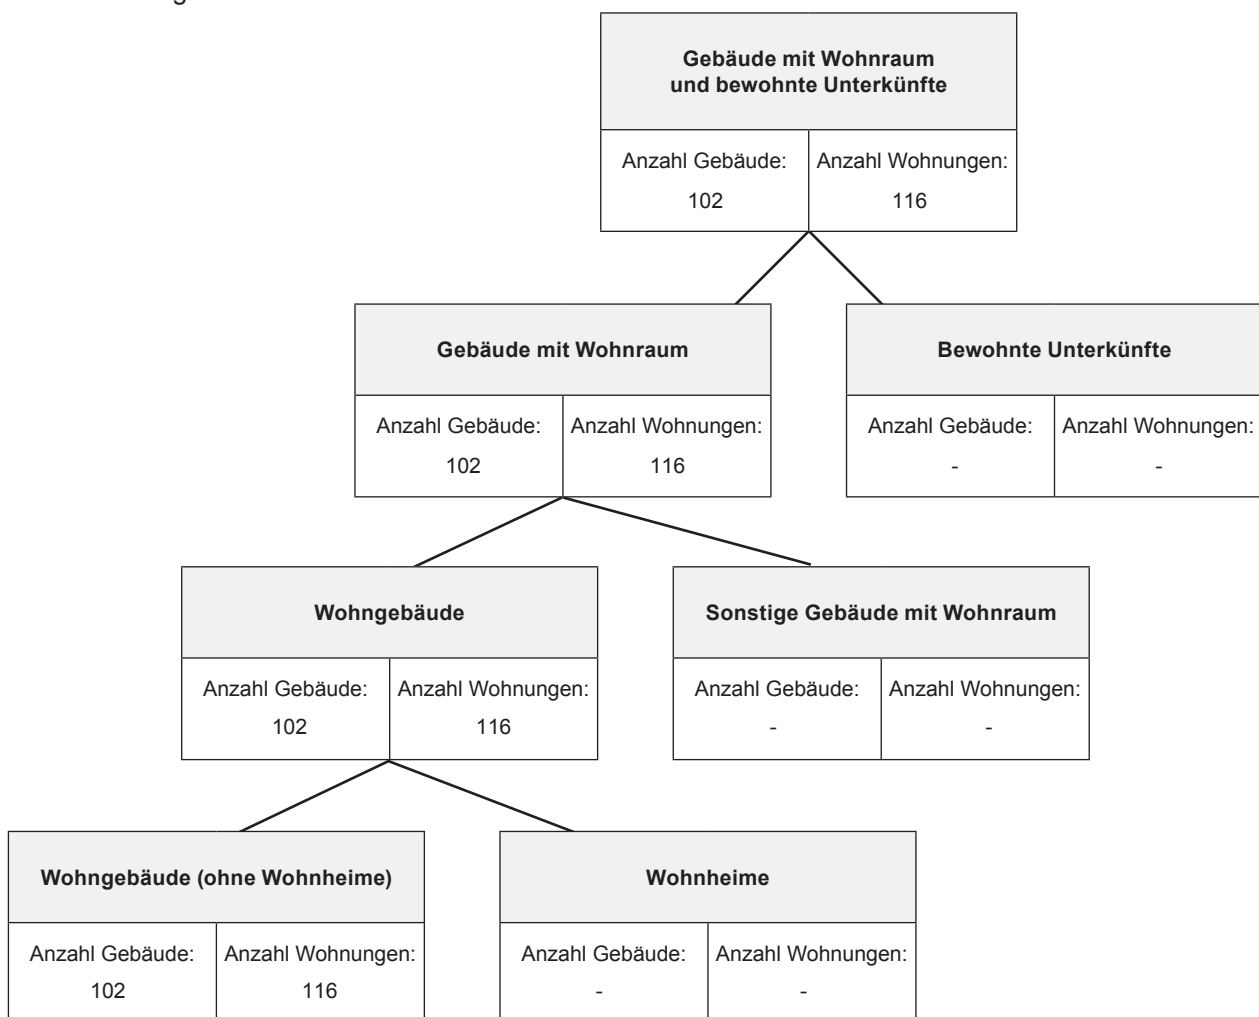 Gebäude mit Wohnraum
und bewohnte Unterkünfte
Anzahl Gebäude: Anzahl Wohnungen:
102 116
Gebäude mit Wohnraum
Anzahl Gebäude: Anzahl Wohnungen:
102 116
Bewohnte Unterkünfte
Anzahl Gebäude: Anzahl Wohnungen:
- -
Wohngebäude
Anzahl Gebäude: Anzahl Wohnungen:
102 116
Sonstige Gebäude mit Wohnraum
Anzahl Gebäude: Anzahl Wohnungen:
- -
Wohngebäude (ohne Wohnheime)
Anzahl Gebäude: Anzahl Wohnungen:
102 116
Wohnheime
Anzahl Gebäude: Anzahl Wohnungen:
- -